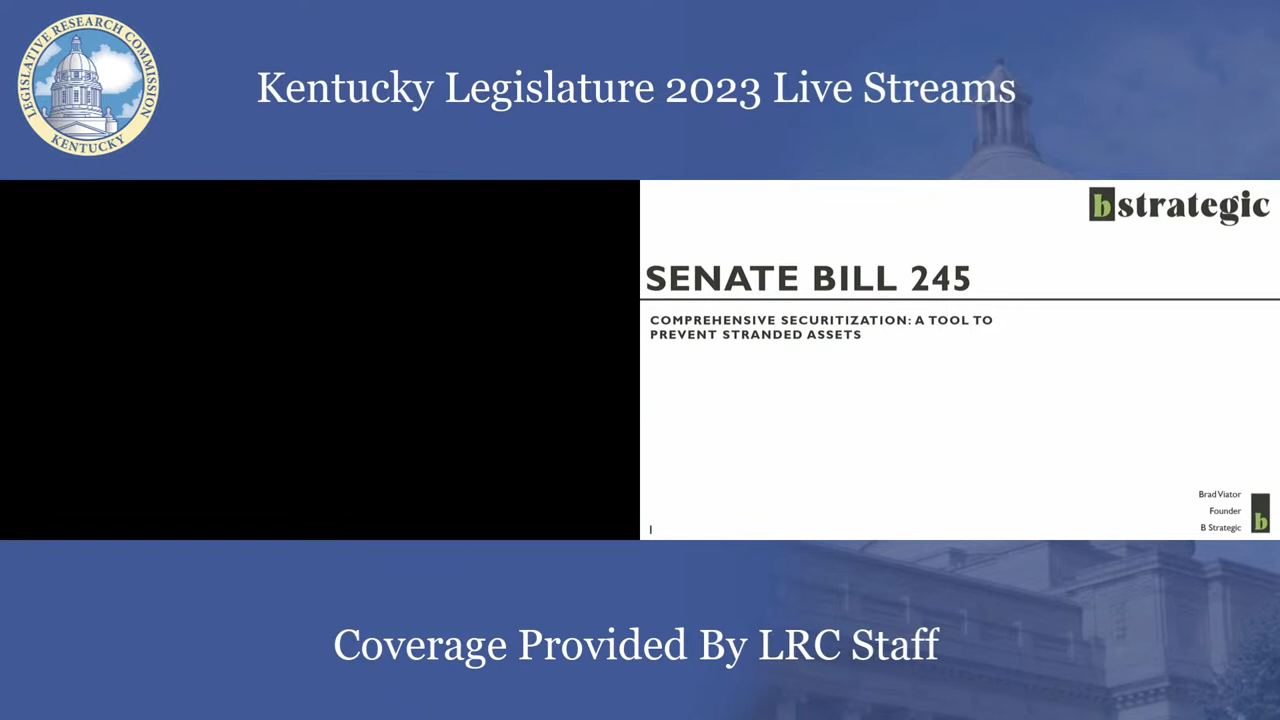 LEGISLATIVE RESEARCH COMMISSION
KENTUCKY
Kentucky Legislature 2023 Live Streams
bstrategic
SENATE BILL 245
COMPREHENSIVE SECURITIZATION: A TOOL TO
PREVENT STRANDED ASSETS
Brad Viator
Founder
B Strategic
b
1
Coverage Provided By LRC Staff